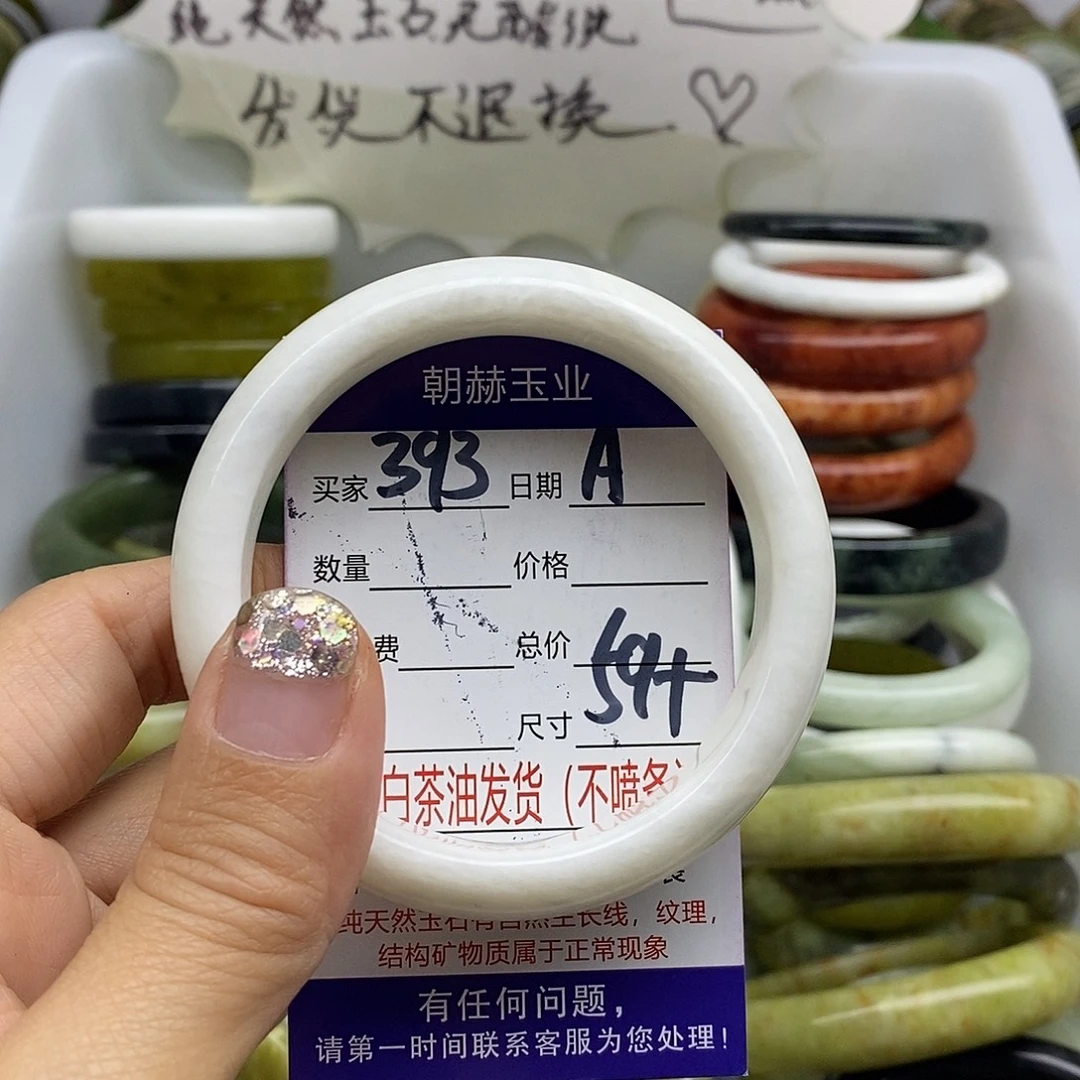 纯天然玉石无酸洗
售货不退换
朝赫玉业
买家 393 日期 A
数量 价格
费 总价
尺寸 59+
白茶油发货（不喷
纯天然玉石有自然生长线，纹理，
结构矿物质属于正常现象
有任何问题，
请第一时间联系客服为您处理！